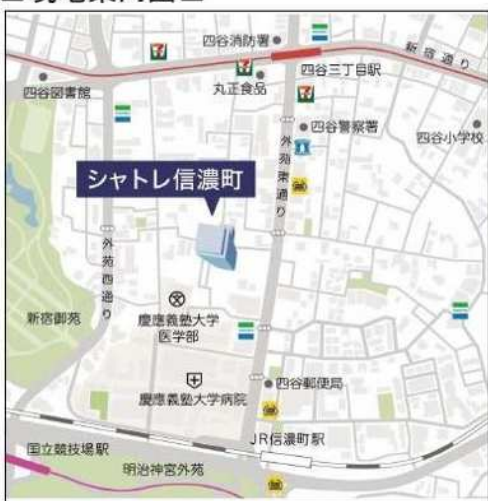 四谷消防署
新宿通り
丸正食品
四谷三丁目駅
四谷図書館
四谷警察署
四谷小学校
外苑東通り
シャトレ信濃町
外苑西通り
新宿御苑
慶應義塾大学
医学部
慶應義塾大学病院
四谷郵便局
JR信濃町駅
国立競技場駅
明治神宮外苑